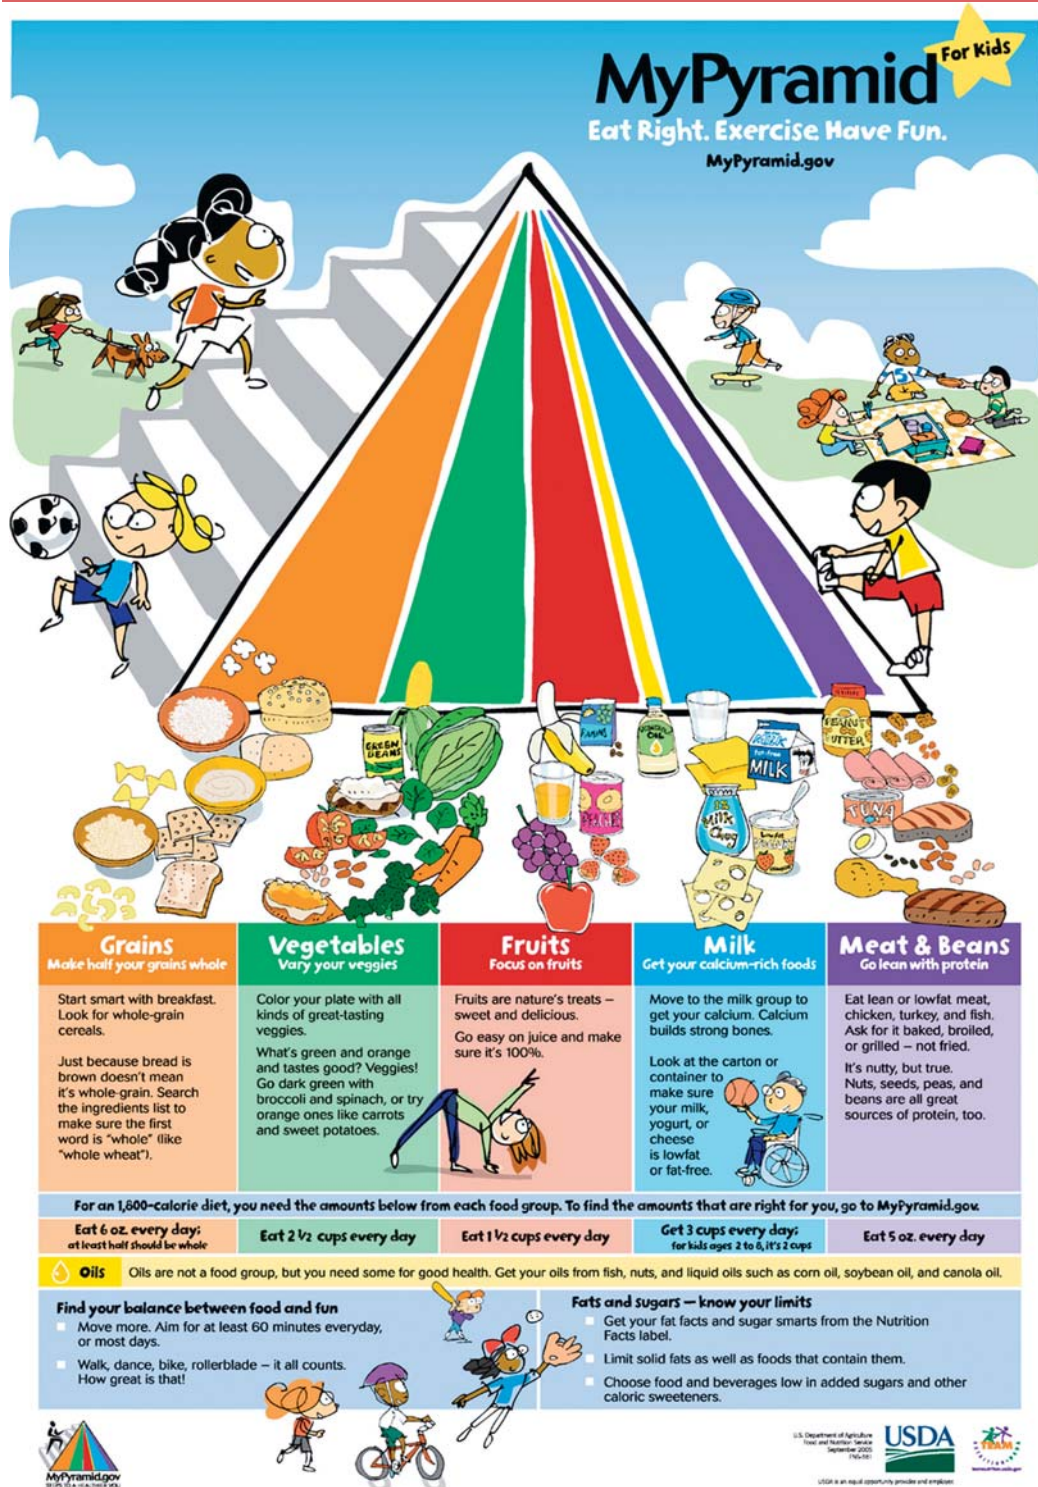 For Kids
MyPyramid
Eat Right. Exercise. Have Fun.
MyPyramid.gov
GREEN
BEANS
OIL
MILK
PEANUT
BUTTER
TUNA
Milk
Grains
Make half your grains whole
Start smart with breakfast.
Look for whole-grain
cereals.
Just because bread is
brown doesn't mean
it's whole-grain. Search
the ingredients list to
make sure the first
word is "whole" (like
"whole wheat").
Vegetables
Vary your veggies
Color your plate with all
kinds of great-tasting
veggies.
What's green and orange
and tastes good? Veggies!
Go dark green with
broccoli and spinach, or try
orange ones like carrots
and sweet potatoes.
Fruits
Focus on fruits
Fruits are nature's treats –
sweet and delicious.
Go easy on juice and make
sure it's 100%.
Milk
Get your calcium-rich foods
Move to the milk group to
get your calcium. Calcium
builds strong bones.
Look at the carton or
container to
make sure
your milk,
yogurt, or
cheese
is lowfat
or fat-free.
Meat & Beans
Go lean with protein
Eat lean or lowfat meat,
chicken, turkey, and fish.
Ask for it baked, broiled,
or grilled – not fried.
It's nutty, but true.
Nuts, seeds, peas, and
beans are all great
sources of protein, too.
For an 1,800-calorie diet, you need the amounts below from each food group. To find the amounts that are right for you, go to MyPyramid.gov.
Eat 6 oz. every day;
at least half should be whole
Eat 2 1/2 cups every day
Eat 1 1/2 cups every day
Get 3 cups every day;
for kids ages 2 to 8, it's 2 cups
Eat 5 oz. every day
Oils Oils are not a food group, but you need some for good health. Get your oils from fish, nuts, and liquid oils such as corn oil, soybean oil, and canola oil.
Find your balance between food and fun
Move more. Aim for at least 60 minutes everyday,
or most days.
Walk, dance, bike, rollerblade – it all counts.
How great is that!
Fats and sugars — know your limits
Get your fat facts and sugar smarts from the Nutrition
Facts label.
Limit solid fats as well as foods that contain them.
Choose food and beverages low in added sugars and other
caloric sweeteners.
MyPyramid.gov
STEPS TO A HEALTHIER YOU
U.S. Department of Agriculture
Food and Nutrition Service
September 2005
USDA
TEAM
USDA is an equal opportunity provider and employer.